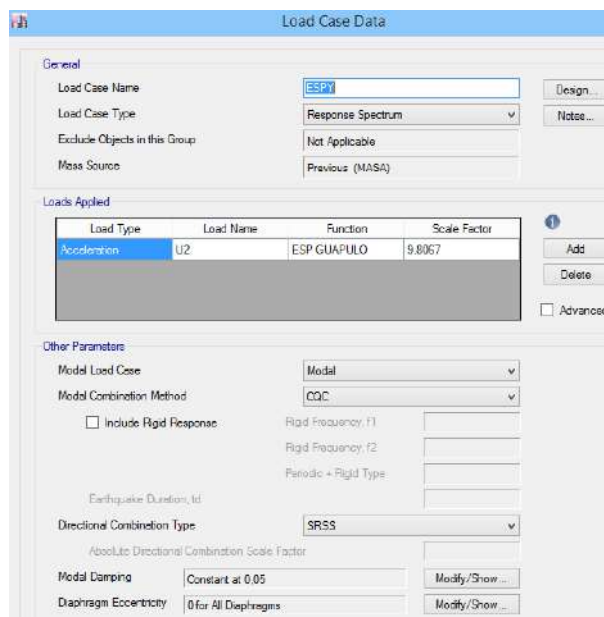 Load Case Data
General
Load Case Name ESPY Design...
Load Case Type Response Spectrum Notes...
Exclude Objects in this Group Not Applicable
Mass Source Previous (MASA)
Loads Applied
Load Type Load Name Function Scale Factor
Acceleration U2 ESP GUAPULO 9.8067
Add
Delete
Advanced
Other Parameters
Modal Load Case Modal
Modal Combination Method CQC
Include Rigid Response Rigid Frequency, f1
Rigid Frequency, f2
Periodic + Rigid Type
Earthquake Duration, td
Directional Combination Type SRSS
Absolute Directional Combination Scale Factor
Modal Damping Constant at 0,05 Modify/Show...
Diaphragm Eccentricity 0 for All Diaphragms Modify/Show...